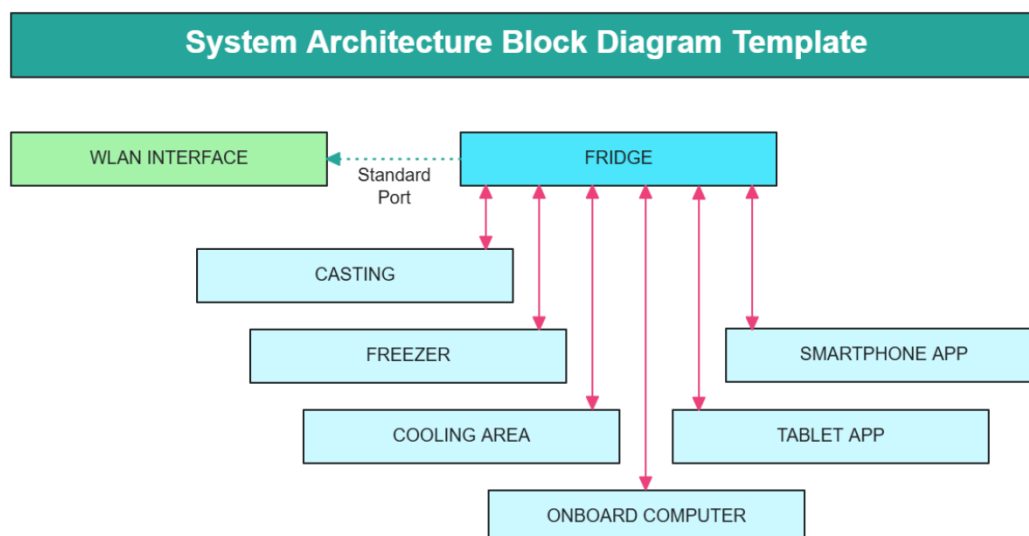 System Architecture Block Diagram Template
WLAN INTERFACE
FRIDGE
Standard
Port
CASTING
FREEZER
SMARTPHONE APP
COOLING AREA
TABLET APP
ONBOARD COMPUTER